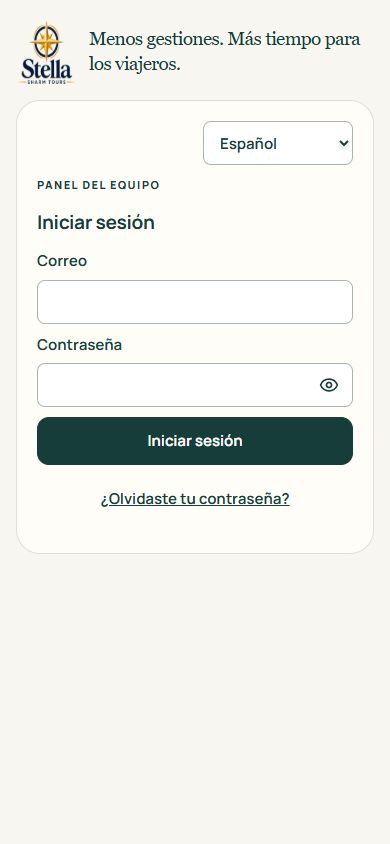 Stella
SHARM TOURS
Menos gestiones. Más tiempo para
los viajeros.
Español
PANEL DEL EQUIPO
Iniciar sesión
Correo
Contraseña
Iniciar sesión
¿Olvidaste tu contraseña?